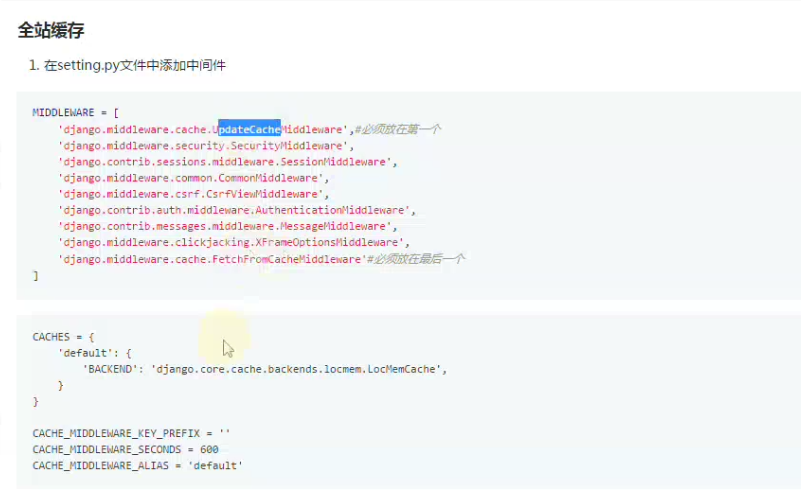 全站缓存
1. 在setting.py文件中添加中间件
MIDDLEWARE = [
'django.middleware.cache.UpdateCacheMiddleware',#必须放在第一个
'django.middleware.security.SecurityMiddleware',
'django.contrib.sessions.middleware.SessionMiddleware',
'django.middleware.common.CommonMiddleware',
'django.middleware.csrf.CsrfViewMiddleware',
'django.contrib.auth.middleware.AuthenticationMiddleware',
'django.contrib.messages.middleware.MessageMiddleware',
'django.middleware.clickjacking.XFrameOptionsMiddleware',
'django.middleware.cache.FetchFromCacheMiddleware'#必须放在最后一个
]
CACHES = {
'default': {
'BACKEND': 'django.core.cache.backends.locmem.LocMemCache',
}
}
CACHE_MIDDLEWARE_KEY_PREFIX = ''
CACHE_MIDDLEWARE_SECONDS = 600
CACHE_MIDDLEWARE_ALIAS = 'default'